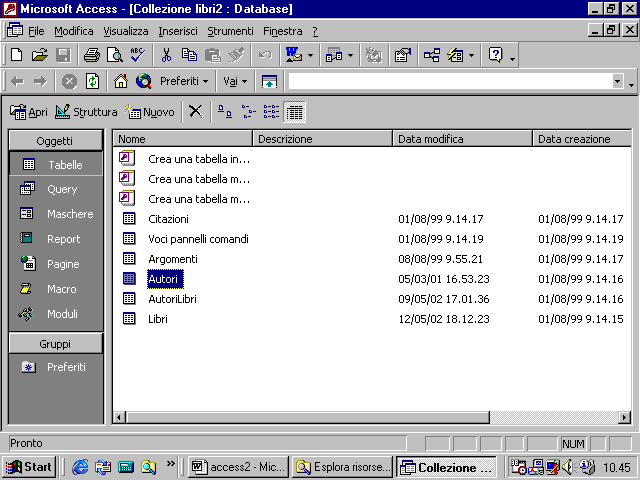 Microsoft Access - [Collezione libri2 : Database]
File Modifica Visualizza Inserisci Strumenti Finestra ?
Preferiti Vai
Apri Struttura Nuovo
Oggetti
Tabelle
Query
Maschere
Report
Pagine
Macro
Moduli
Gruppi
Preferiti
Nome Descrizione Data modifica Data creazione
Crea una tabella in...
Crea una tabella m...
Crea una tabella m...
Citazioni 01/08/99 9.14.17 01/08/99 9.14.17
Voci pannelli comandi 01/08/99 9.14.19 01/08/99 9.14.19
Argomenti 08/08/99 9.55.21 01/08/99 9.14.17
Autori 05/03/01 16.53.23 01/08/99 9.14.16
AutoriLibri 09/05/02 17.01.36 01/08/99 9.14.16
Libri 12/05/02 18.12.23 01/08/99 9.14.15
Pronto NUM
Start access2 - Mic... Esplora risorse... Collezione ... 10.45